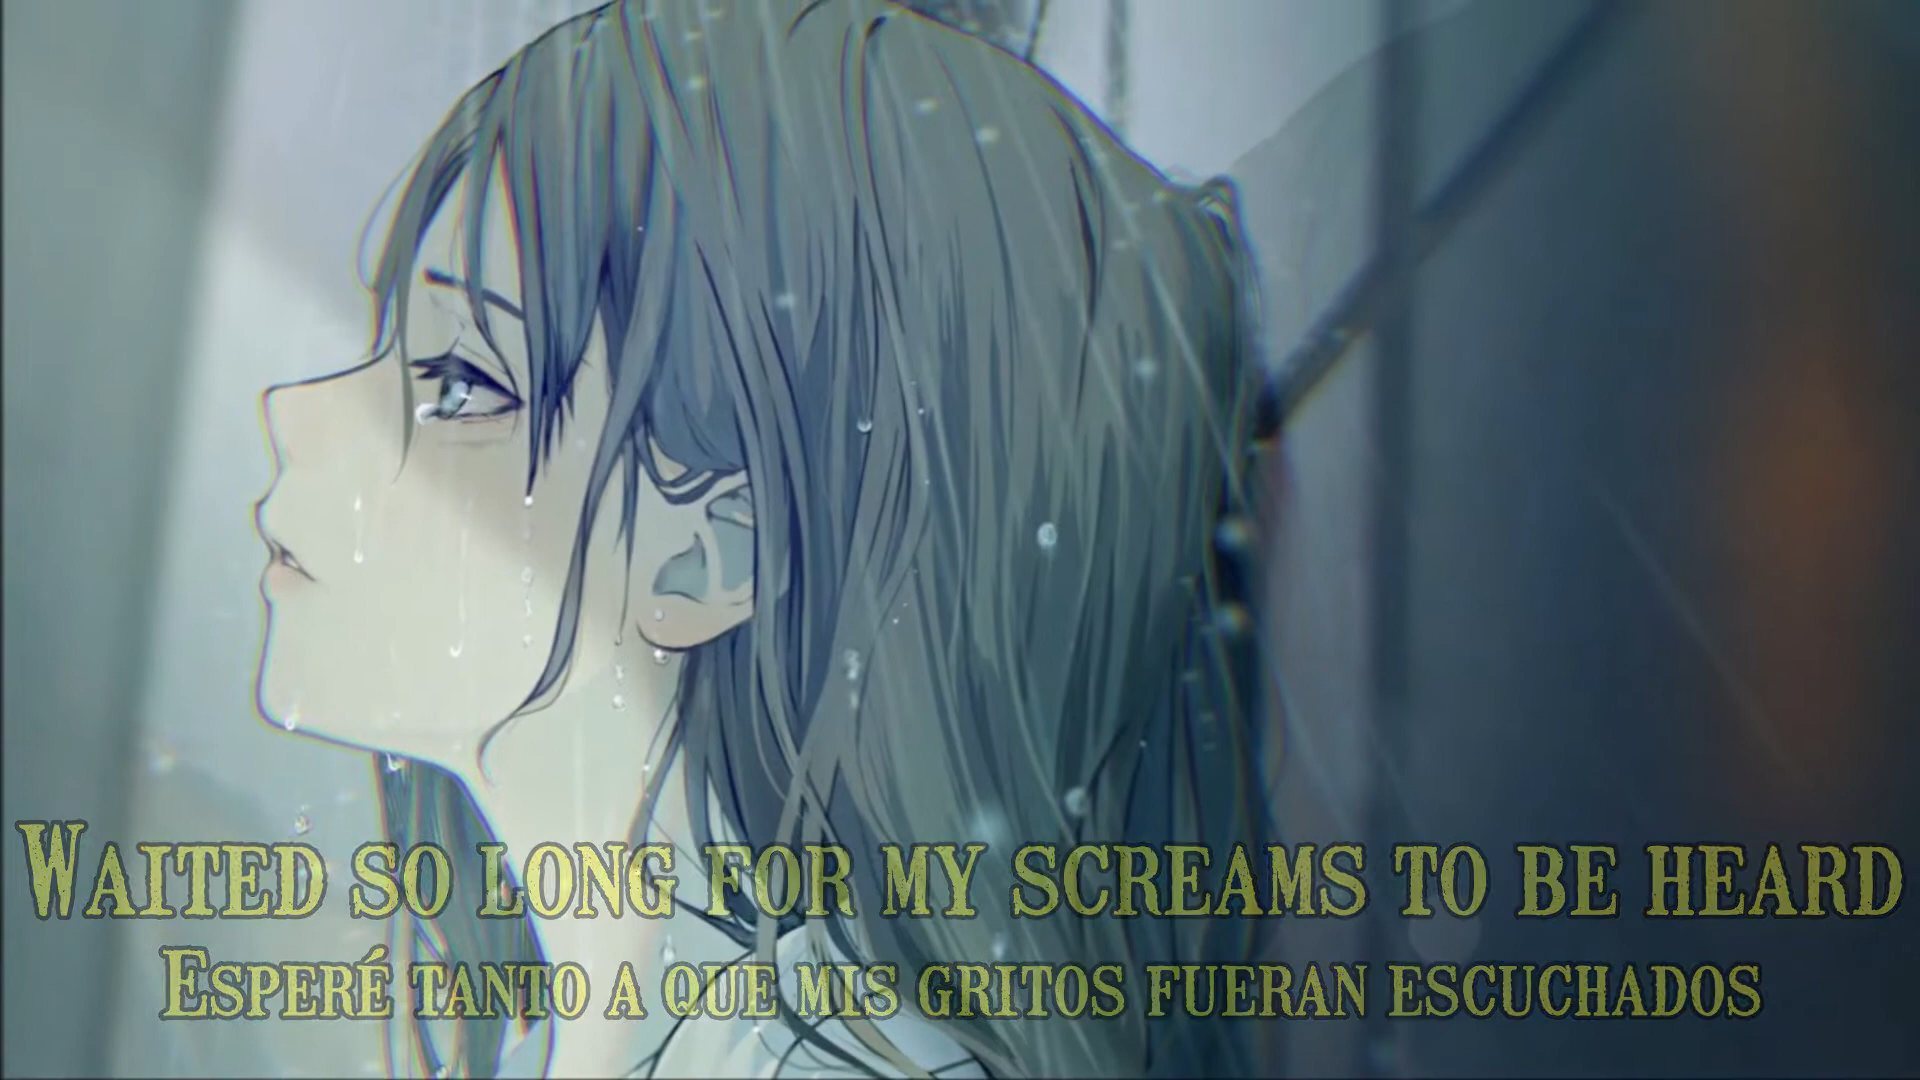 Waited so long for my screams to be heard
Esperé tanto a que mis gritos fueran escuchados